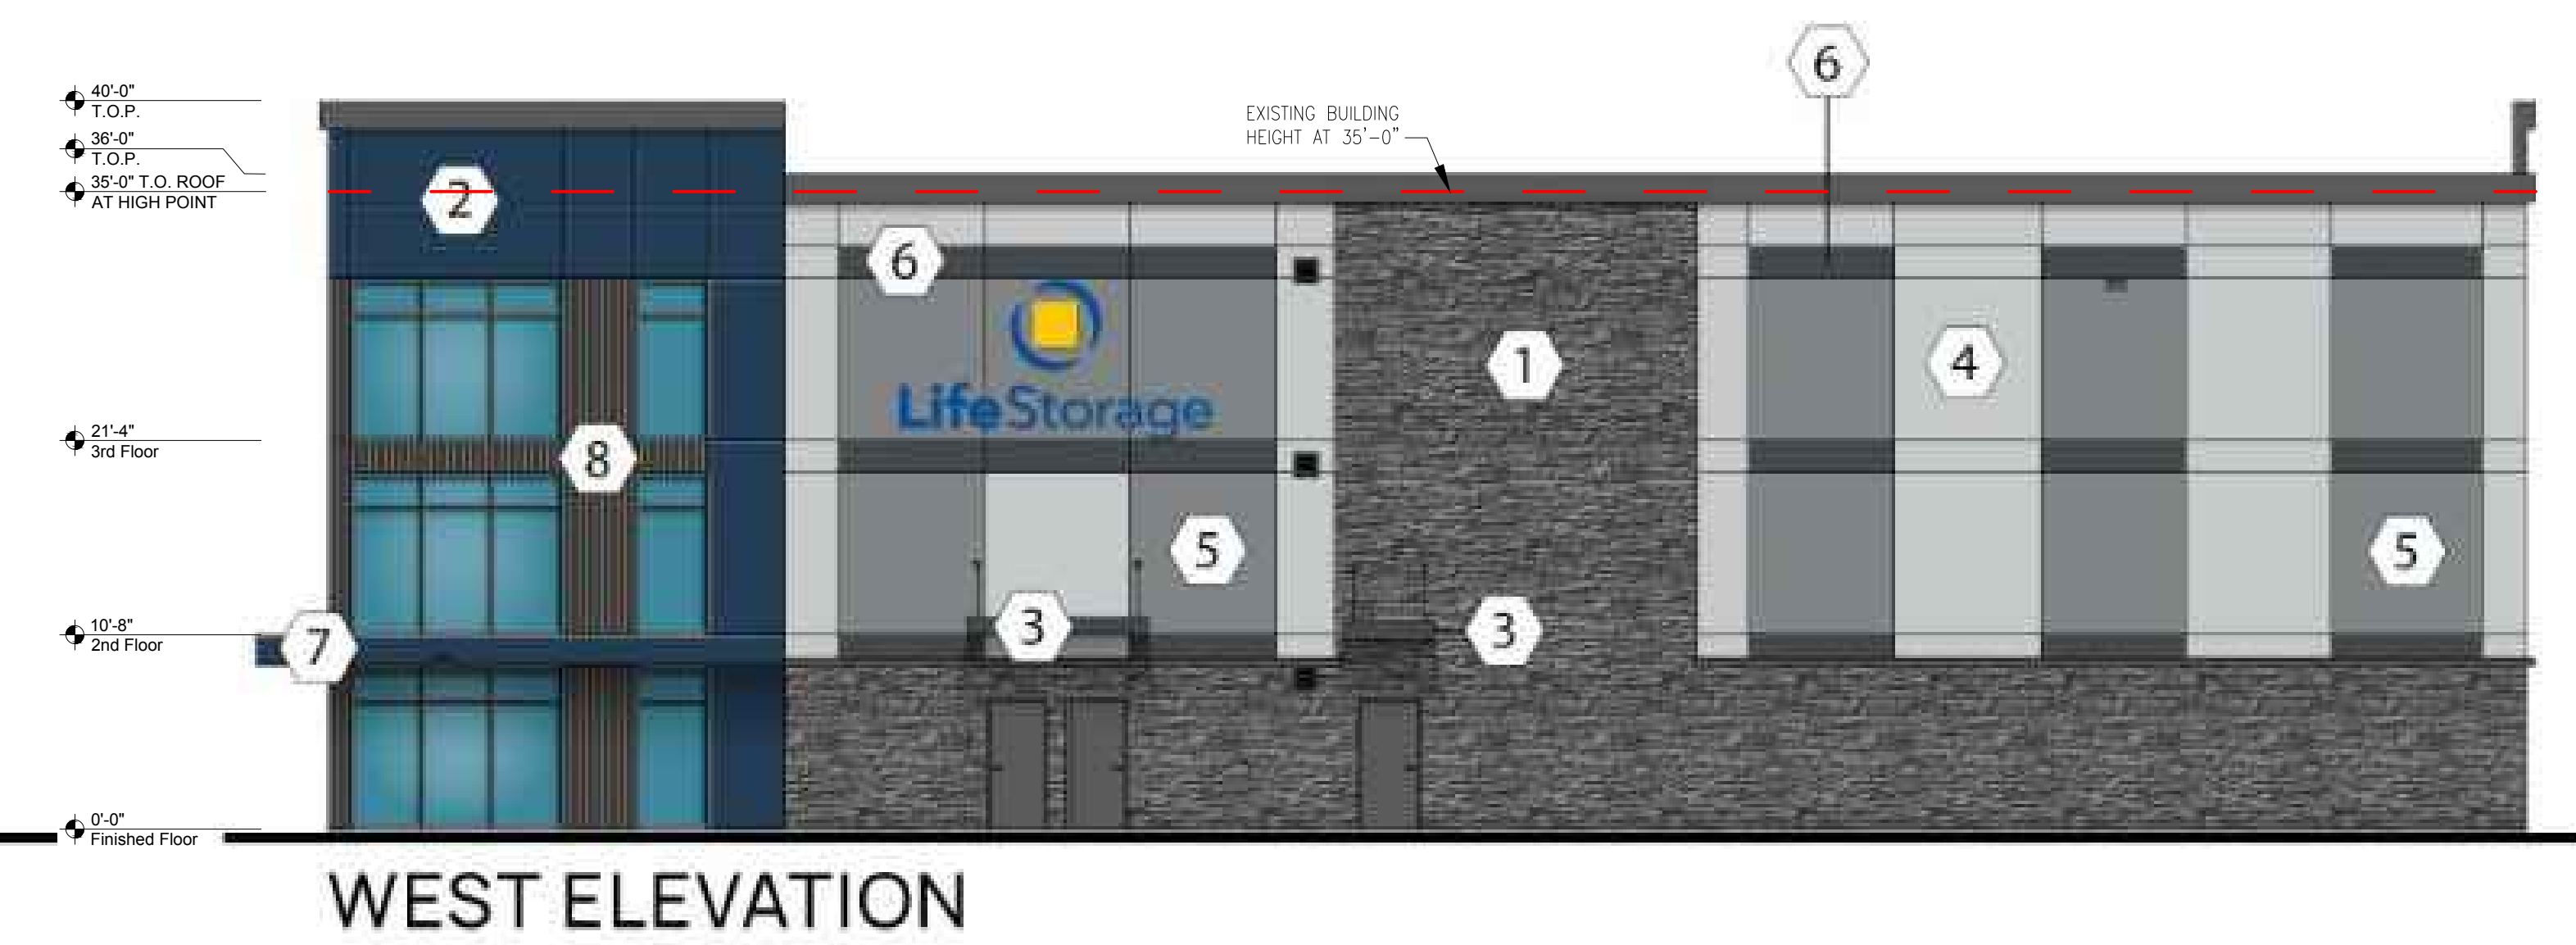 6
40'-0"
T.O.P.
EXISTING BUILDING
HEIGHT AT 35'-0"
36'-0"
T.O.P.
35'-0" T.O. ROOF
AT HIGH POINT
2
6
1
4
LifeStorage
21'-4"
3rd Floor
8
5
5
10'-8"
2nd Floor
7
3
3
0'-0"
Finished Floor
WEST ELEVATION